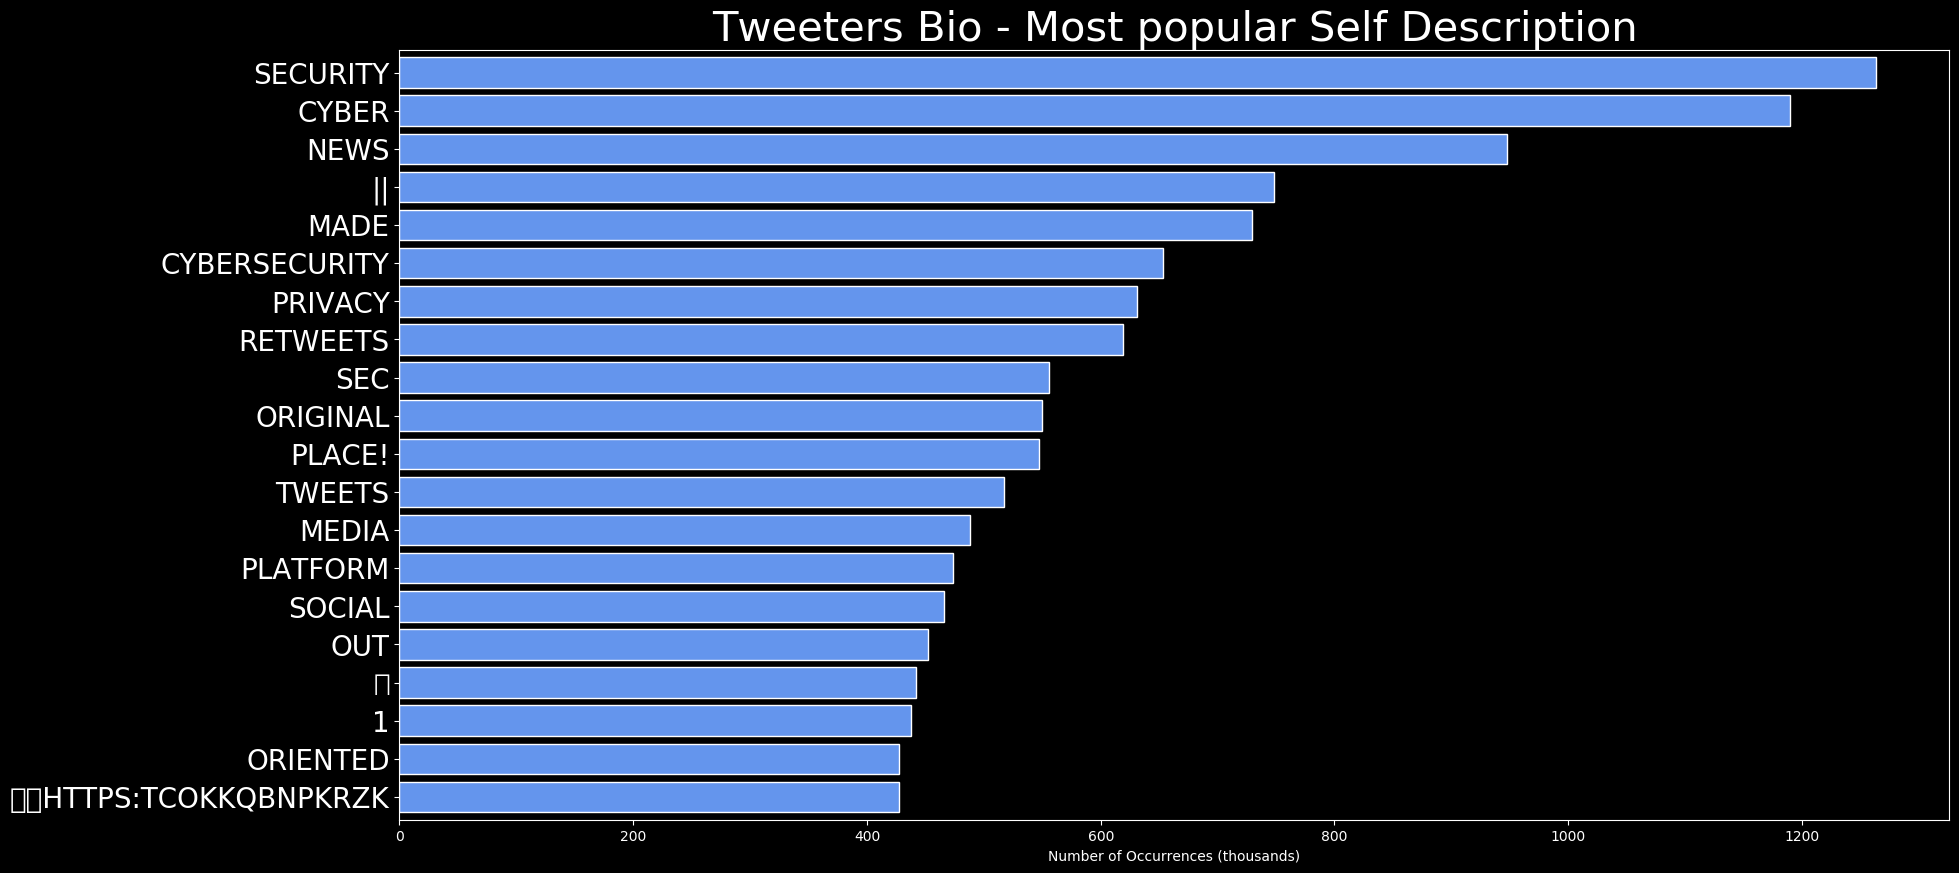 Tweeters Bio - Most popular Self Description
SECURITY
CYBER
NEWS
||
MADE
CYBERSECURITY
PRIVACY
RETWEETS
SEC
ORIGINAL
PLACE!
TWEETS
MEDIA
PLATFORM
SOCIAL
OUT
1
ORIENTED
HTTPS:TCOKKQBNPKRZK
0 200 400 600 800 1000 1200
Number of Occurrences (thousands)